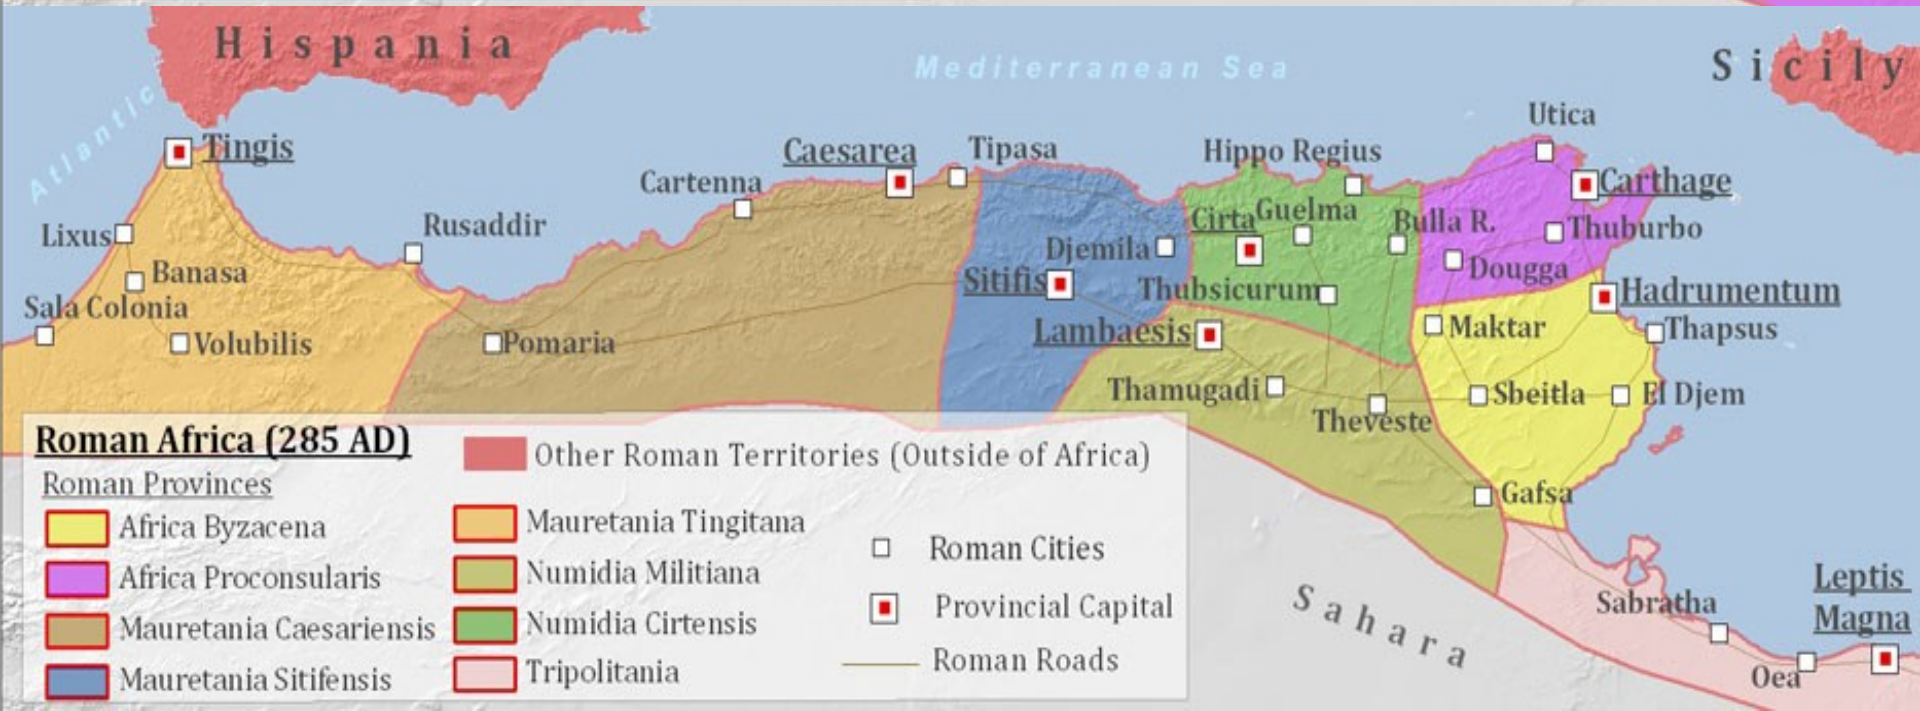 Hispania
Mediterranean Sea
Sicily
Atlantic
Tingis
Caesarea
Tipasa
Utica
Hippo Regius
Cartenna
Carthage
Lixus
Rusaddir
Cirta
Guelma
Bulla R.
Thuburbo
Banasa
Djemila
Dougga
Sitifis
Thubsicurum
Hadrumentum
Sala Colonia
Volubilis
Pomaria
Lambaesis
Maktar
Thapsus
Thamugadi
Theveste
Sbeitla
El Djem
Gafsa
Sahara
Sabratha
Leptis
Magna
Oea
Roman Africa (285 AD)
Roman Provinces
Africa Byzacena
Africa Proconsularis
Mauretania Caesariensis
Mauretania Sitifensis
Other Roman Territories (Outside of Africa)
Mauretania Tingitana
Numidia Militiana
Numidia Cirtensis
Tripolitania
Roman Cities
Provincial Capital
Roman Roads